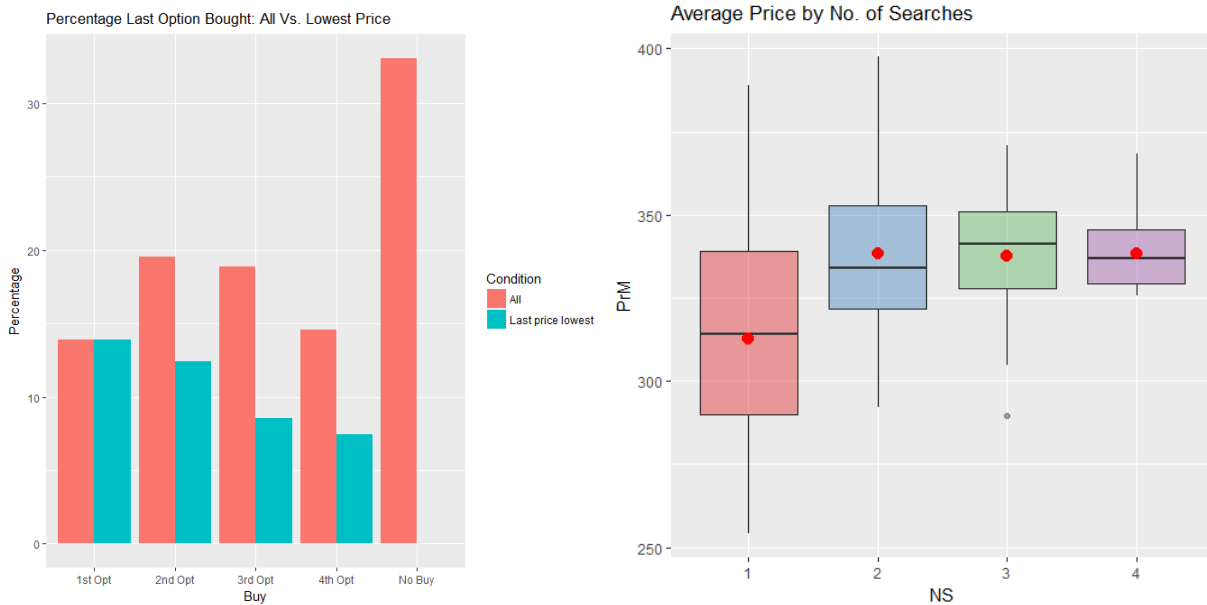 Percentage Last Option Bought: All Vs. Lowest Price
Percentage
30
20
10
0
1st Opt
2nd Opt
3rd Opt
4th Opt
No Buy
Buy
Condition
All
Last price lowest
Average Price by No. of Searches
PrM
400
350
300
250
1
2
3
4
NS